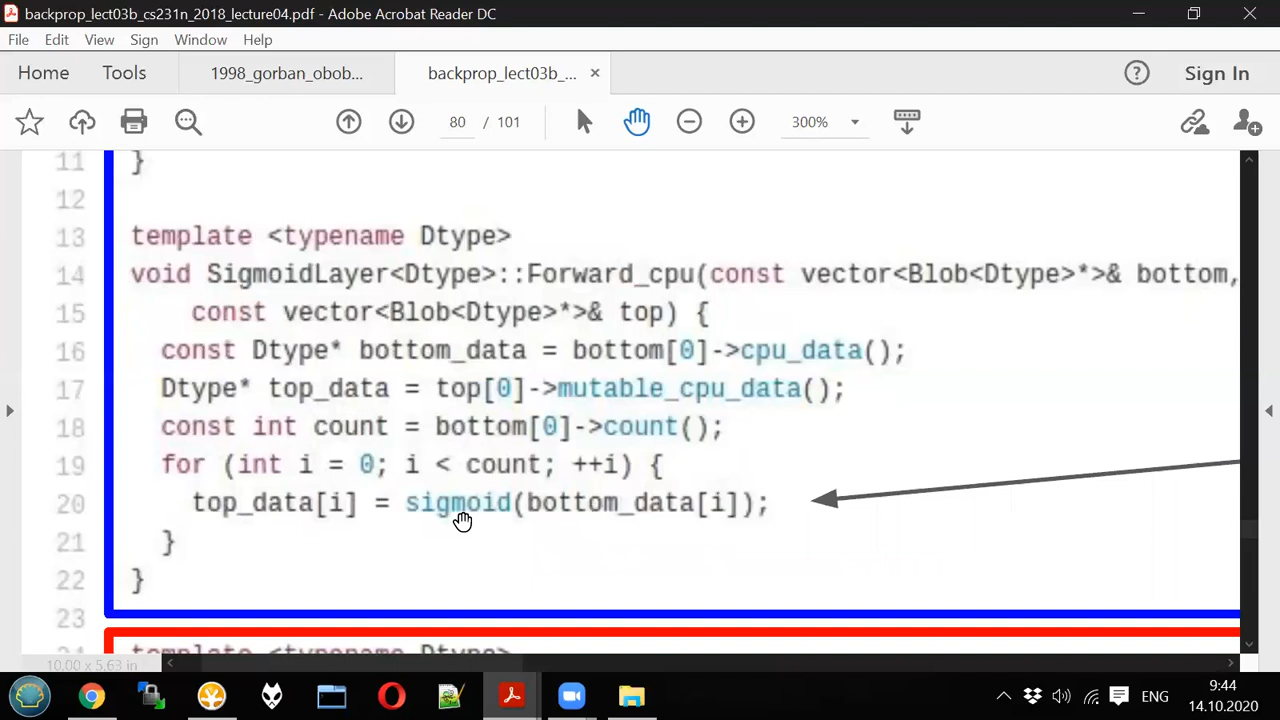 backprop_lect03b_cs231n_2018_lecture04.pdf - Adobe Acrobat Reader DC
File Edit View Sign Window Help
Home Tools 1998_gorban_obob... backprop_lect03b_... × Sign In
80 / 101 300%
11 }
12
13 template <typename Dtype>
14 void SigmoidLayer<Dtype>::Forward_cpu(const vector<Blob<Dtype>*>& bottom,
15 const vector<Blob<Dtype>*>& top) {
16 const Dtype* bottom_data = bottom[0]->cpu_data();
17 Dtype* top_data = top[0]->mutable_cpu_data();
18 const int count = bottom[0]->count();
19 for (int i = 0; i < count; ++i) {
20 top_data[i] = sigmoid(bottom_data[i]);
21 }
22 }
23
24 template <typename Dtype>
10,00 x 5,63 in
ENG
9:44
14.10.2020